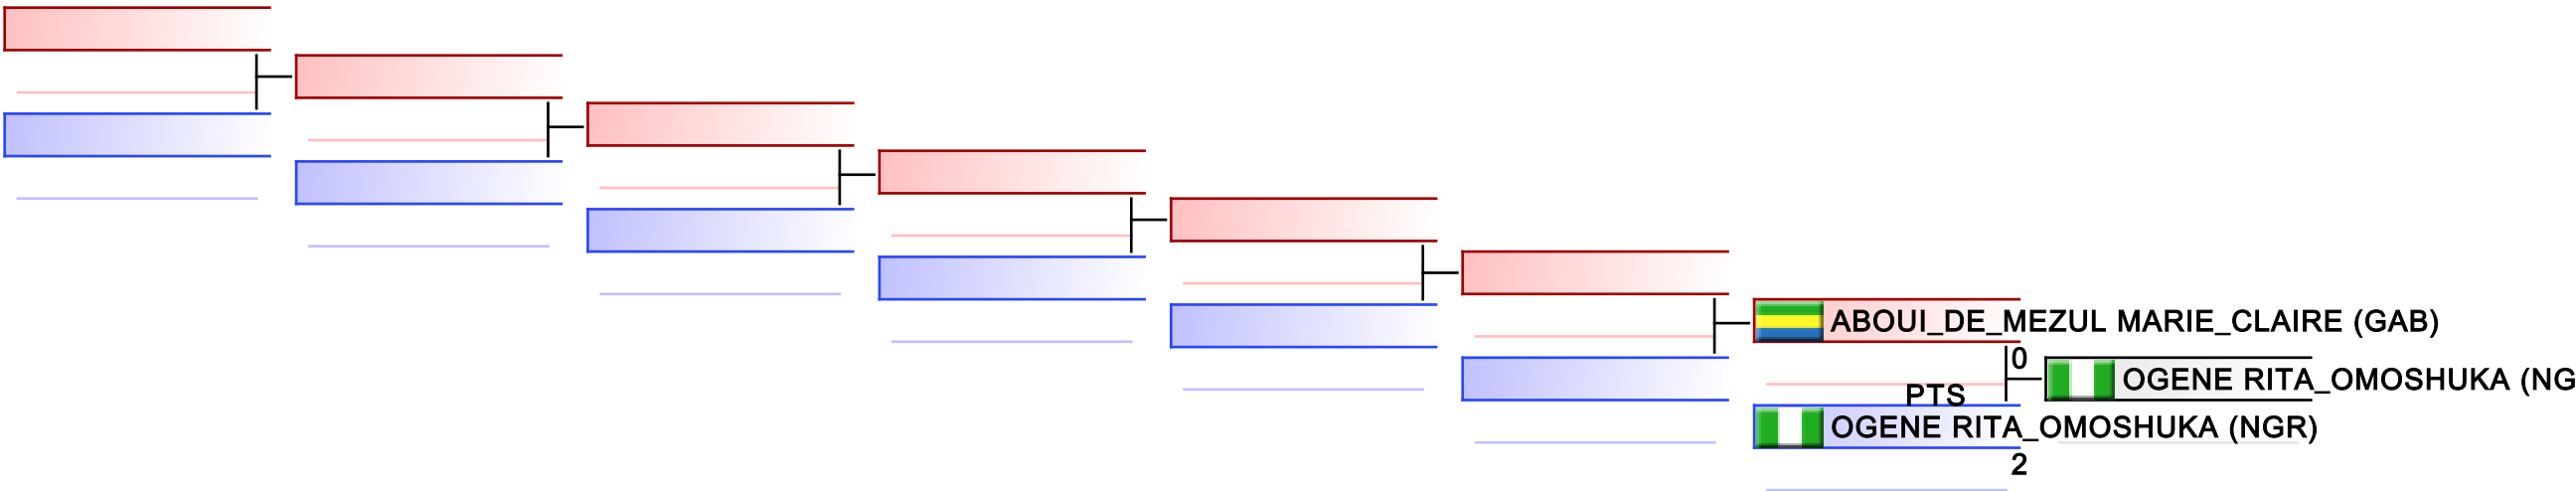 ABOUI_DE_MEZUL MARIE_CLAIRE (GAB)
0
OGENE RITA_OMOSHUKA (NG
PTS
OGENE RITA_OMOSHUKA (NGR)
2